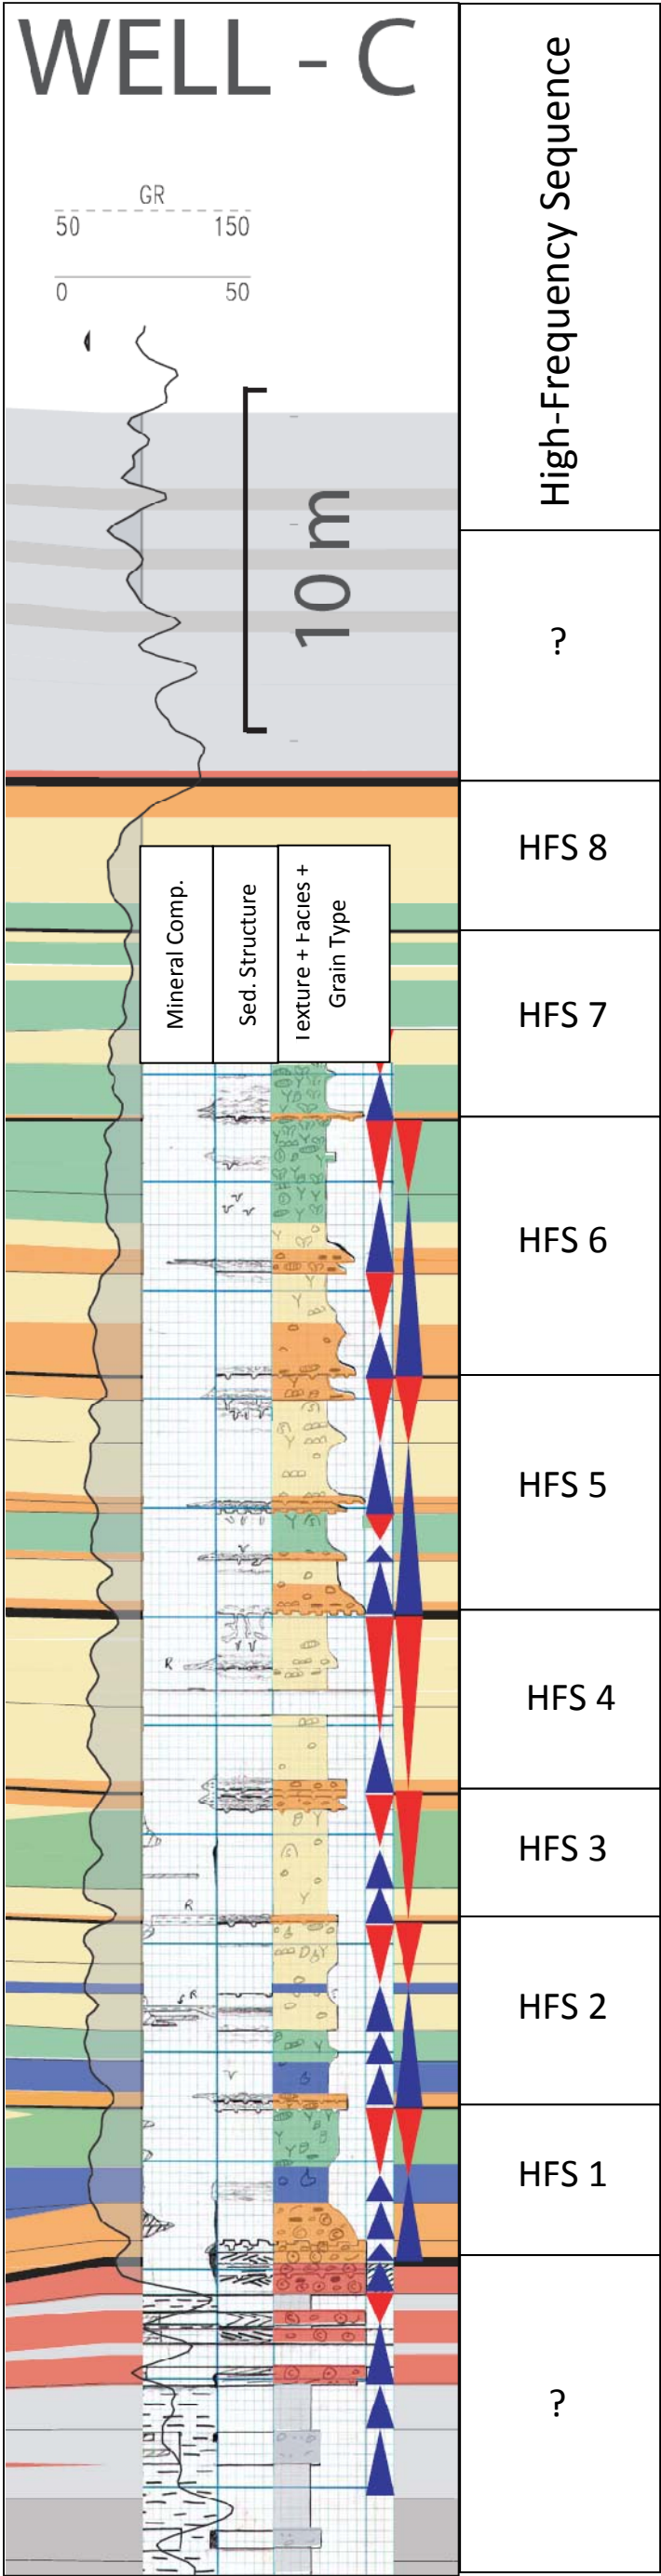 WELL - C
High-Frequency Sequence
GR
50 150
0 50
10 m
?
HFS 8
Mineral Comp.
Sed. Structure
Texture + Facies +
Grain Type
HFS 7
HFS 6
HFS 5
HFS 4
R
HFS 3
R
HFS 2
R
HFS 1
?